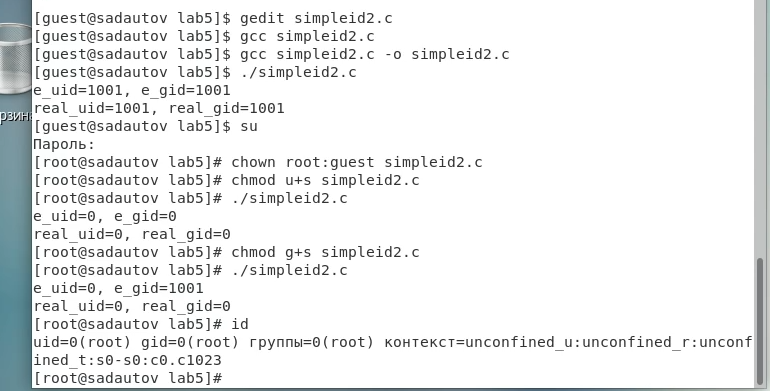 [guest@sadautov lab5]$ gedit simpleid2.c
[guest@sadautov lab5]$ gcc simpleid2.c
[guest@sadautov lab5]$ gcc simpleid2.c -o simpleid2.c
[guest@sadautov lab5]$ ./simpleid2.c
e_uid=1001, e_gid=1001
real_uid=1001, real_gid=1001
[guest@sadautov lab5]$ su
Пароль:
[root@sadautov lab5]# chown root:guest simpleid2.c
[root@sadautov lab5]# chmod u+s simpleid2.c
[root@sadautov lab5]# ./simpleid2.c
e_uid=0, e_gid=0
real_uid=0, real_gid=0
[root@sadautov lab5]# chmod g+s simpleid2.c
[root@sadautov lab5]# ./simpleid2.c
e_uid=0, e_gid=1001
real_uid=0, real_gid=0
[root@sadautov lab5]# id
uid=0(root) gid=0(root) группы=0(root) контекст=unconfined_u:unconfined_r:unconf
ined_t:s0-s0:c0.c1023
[root@sadautov lab5]#